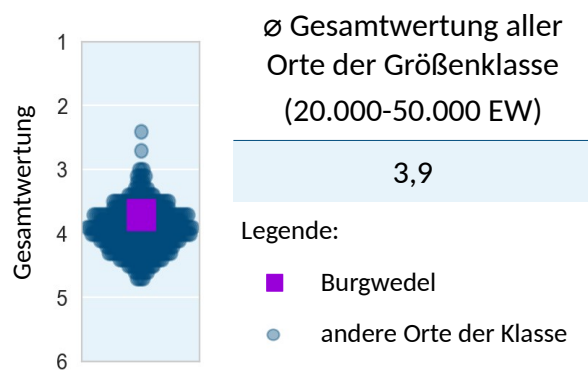 Gesamtwertung
1
2
3
4
5
6
⌀ Gesamtwertung aller
Orte der Größenklasse
(20.000-50.000 EW)
3,9
Legende:
Burgwedel
andere Orte der Klasse